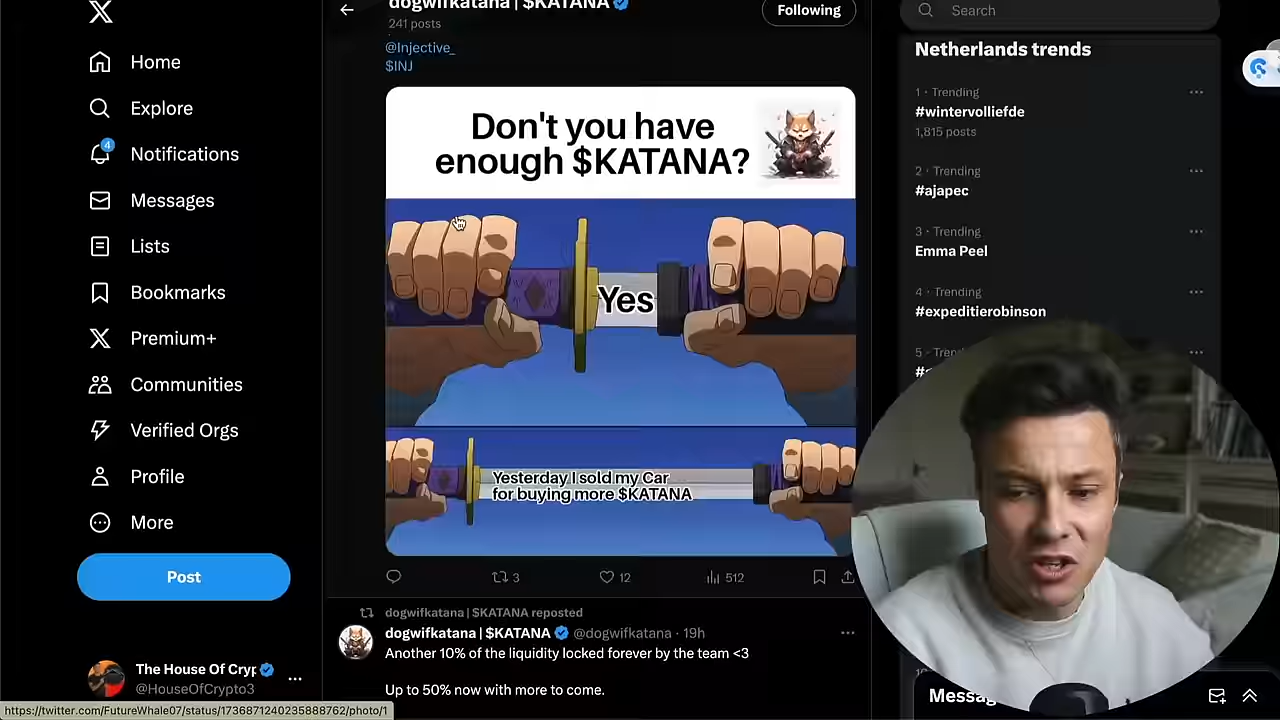 dogwifkatana | $KATANA
241 posts
Following
Search
Home
Explore
4
Notifications
Messages
Lists
Bookmarks
Premium+
Communities
Verified Orgs
Profile
More
Post
The House Of Cryp
@HouseOfCrypto3
https://twitter.com/FutureWhale07/status/1736871240235888762/photo/1
@Injective_
$INJ
Don't you have
enough $KATANA?
Yes
Yesterday I sold my Car
for buying more $KATANA
3
12
512
dogwifkatana | $KATANA reposted
dogwifkatana | $KATANA @dogwifkatana · 19h
Another 10% of the liquidity locked forever by the team <3
Up to 50% now with more to come.
Netherlands trends
1 · Trending
#wintervolliefde
1,815 posts
2 · Trending
#ajapec
3 · Trending
Emma Peel
4 · Trending
#expeditierobinson
5 · Trend
Messag